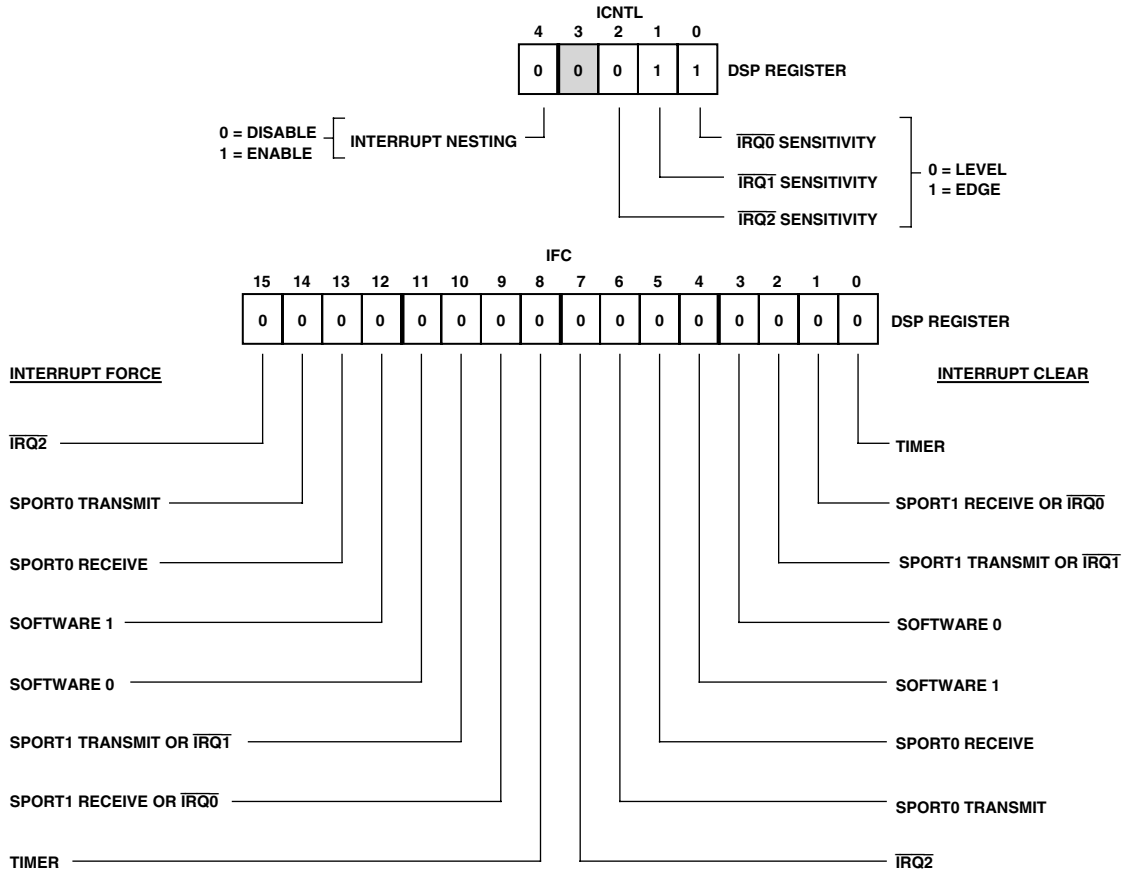 ICNTL
4 3 2 1 0
0 0 0 1 1 DSP REGISTER
0 = DISABLE
1 = ENABLE
INTERRUPT NESTING
IRQ0 SENSITIVITY
IRQ1 SENSITIVITY
IRQ2 SENSITIVITY
0 = LEVEL
1 = EDGE
IFC
15 14 13 12 11 10 9 8 7 6 5 4 3 2 1 0
0 0 0 0 0 0 0 0 0 0 0 0 0 0 0 0 DSP REGISTER
INTERRUPT FORCE
IRQ2
SPORT0 TRANSMIT
SPORT0 RECEIVE
SOFTWARE 1
SOFTWARE 0
SPORT1 TRANSMIT OR IRQ1
SPORT1 RECEIVE OR IRQ0
TIMER
INTERRUPT CLEAR
TIMER
SPORT1 RECEIVE OR IRQ0
SPORT1 TRANSMIT OR IRQ1
SOFTWARE 0
SOFTWARE 1
SPORT0 RECEIVE
SPORT0 TRANSMIT
IRQ2